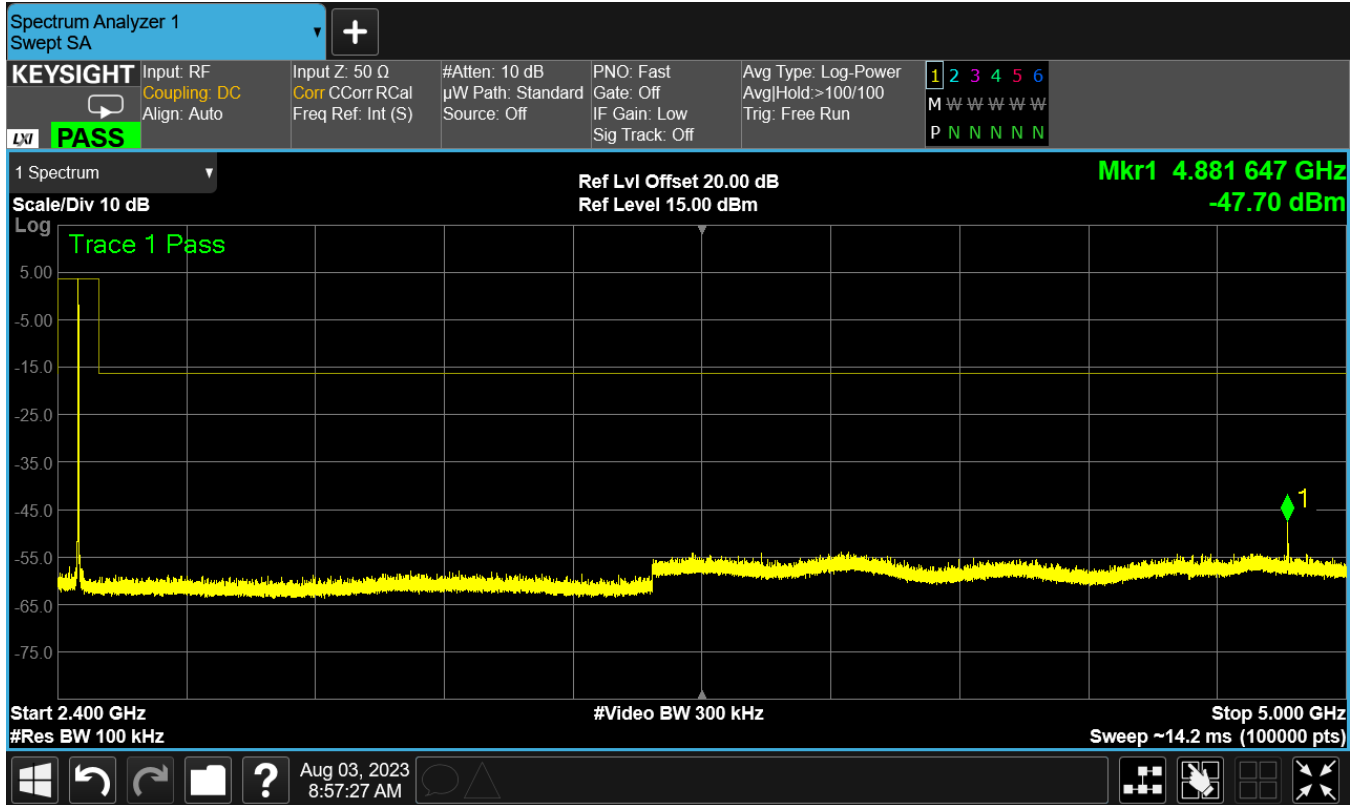 Spectrum Analyzer 1
Swept SA
KEYSIGHT
LXI PASS
Input: RF
Coupling: DC
Align: Auto
Input Z: 50 Ω
Corr CCorr RCal
Freq Ref: Int (S)
#Atten: 10 dB
µW Path: Standard
Source: Off
PNO: Fast
Gate: Off
IF Gain: Low
Sig Track: Off
Avg Type: Log-Power
Avg|Hold:>100/100
Trig: Free Run
1 2 3 4 5 6
M W W W W W
P N N N N N
1 Spectrum
Scale/Div 10 dB
Ref Lvl Offset 20.00 dB
Ref Level 15.00 dBm
Mkr1 4.881 647 GHz
-47.70 dBm
Log
Trace 1 Pass
5.00
-5.00
-15.0
-25.0
-35.0
-45.0
-55.0
-65.0
-75.0
1
Start 2.400 GHz
#Video BW 300 kHz
Stop 5.000 GHz
#Res BW 100 kHz
Sweep ~14.2 ms (100000 pts)
?
Aug 03, 2023
8:57:27 AM